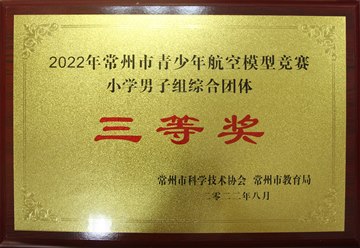 2022年常州市青少年航空模型竞赛
小学男子组综合团体
三等奖
常州市科学技术协会 常州市教育局
二〇二二年八月